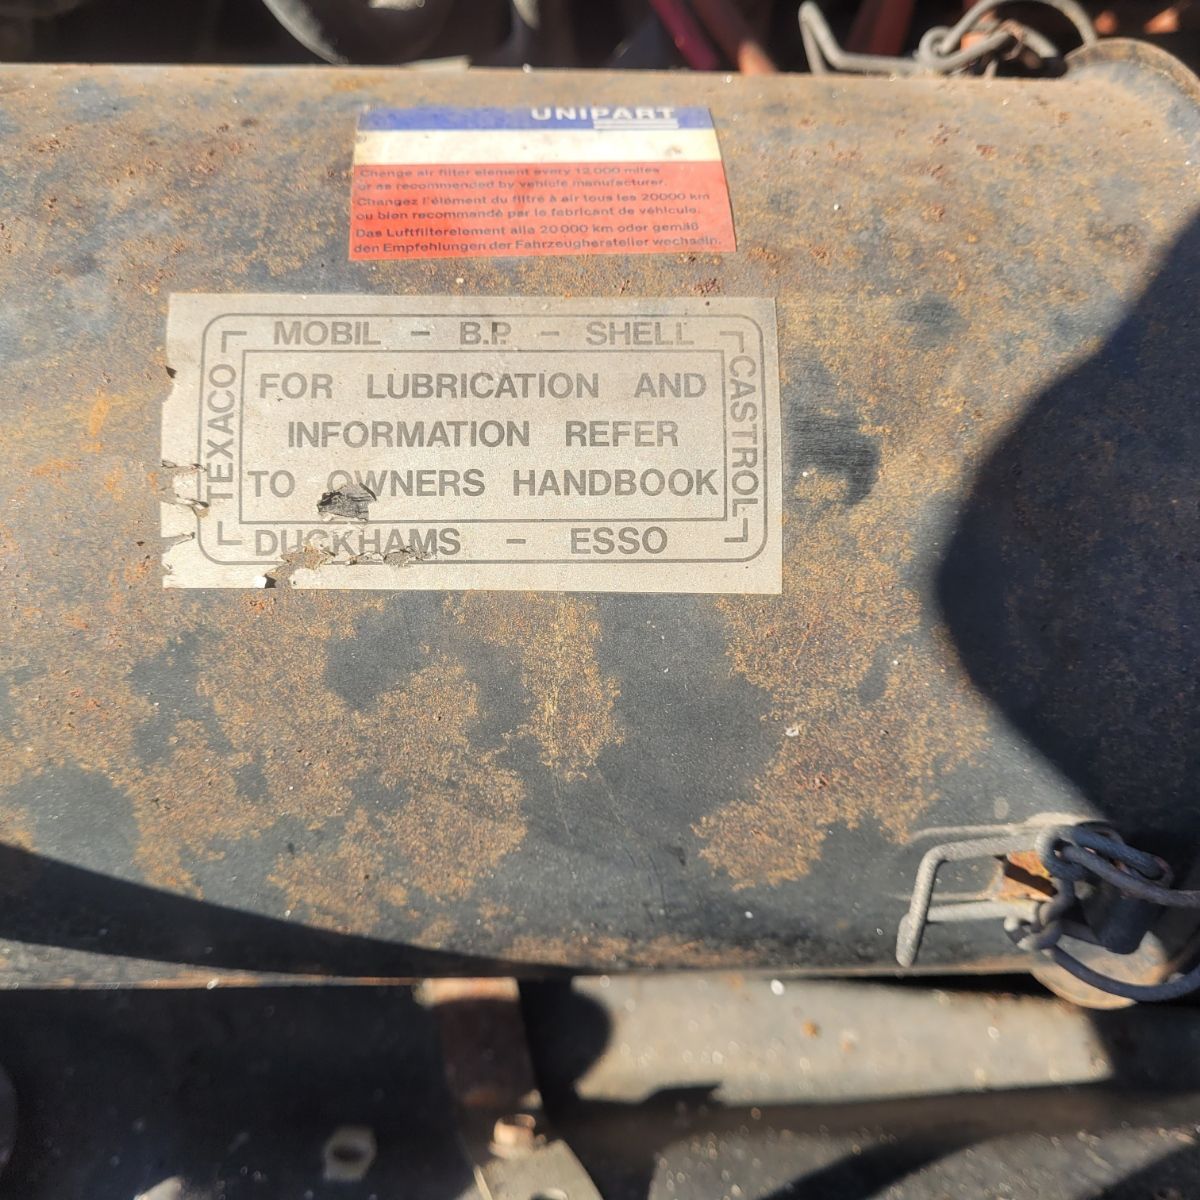 UNIPART
Change air filter element every 12 000 miles
or as recommended by vehicle manufacturer.
Changez l'élément du filtre à air tous les 20000 km
ou bien recommandé par le fabricant de véhicule.
Das Luftfilterelement alla 20 000 km oder gemäß
den Empfehlungen der Fahrzeughersteller wechseln.
MOBIL - B.P. - SHELL
TEXACO
FOR LUBRICATION AND
INFORMATION REFER
TO OWNERS HANDBOOK
CASTROL
DUCKHAMS - ESSO